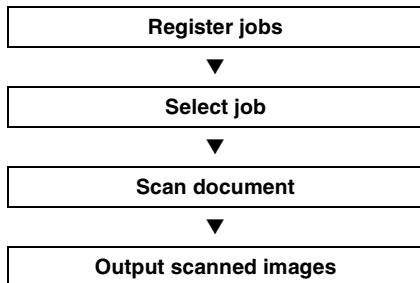 Register jobs
▼
Select job
▼
Scan document
▼
Output scanned images